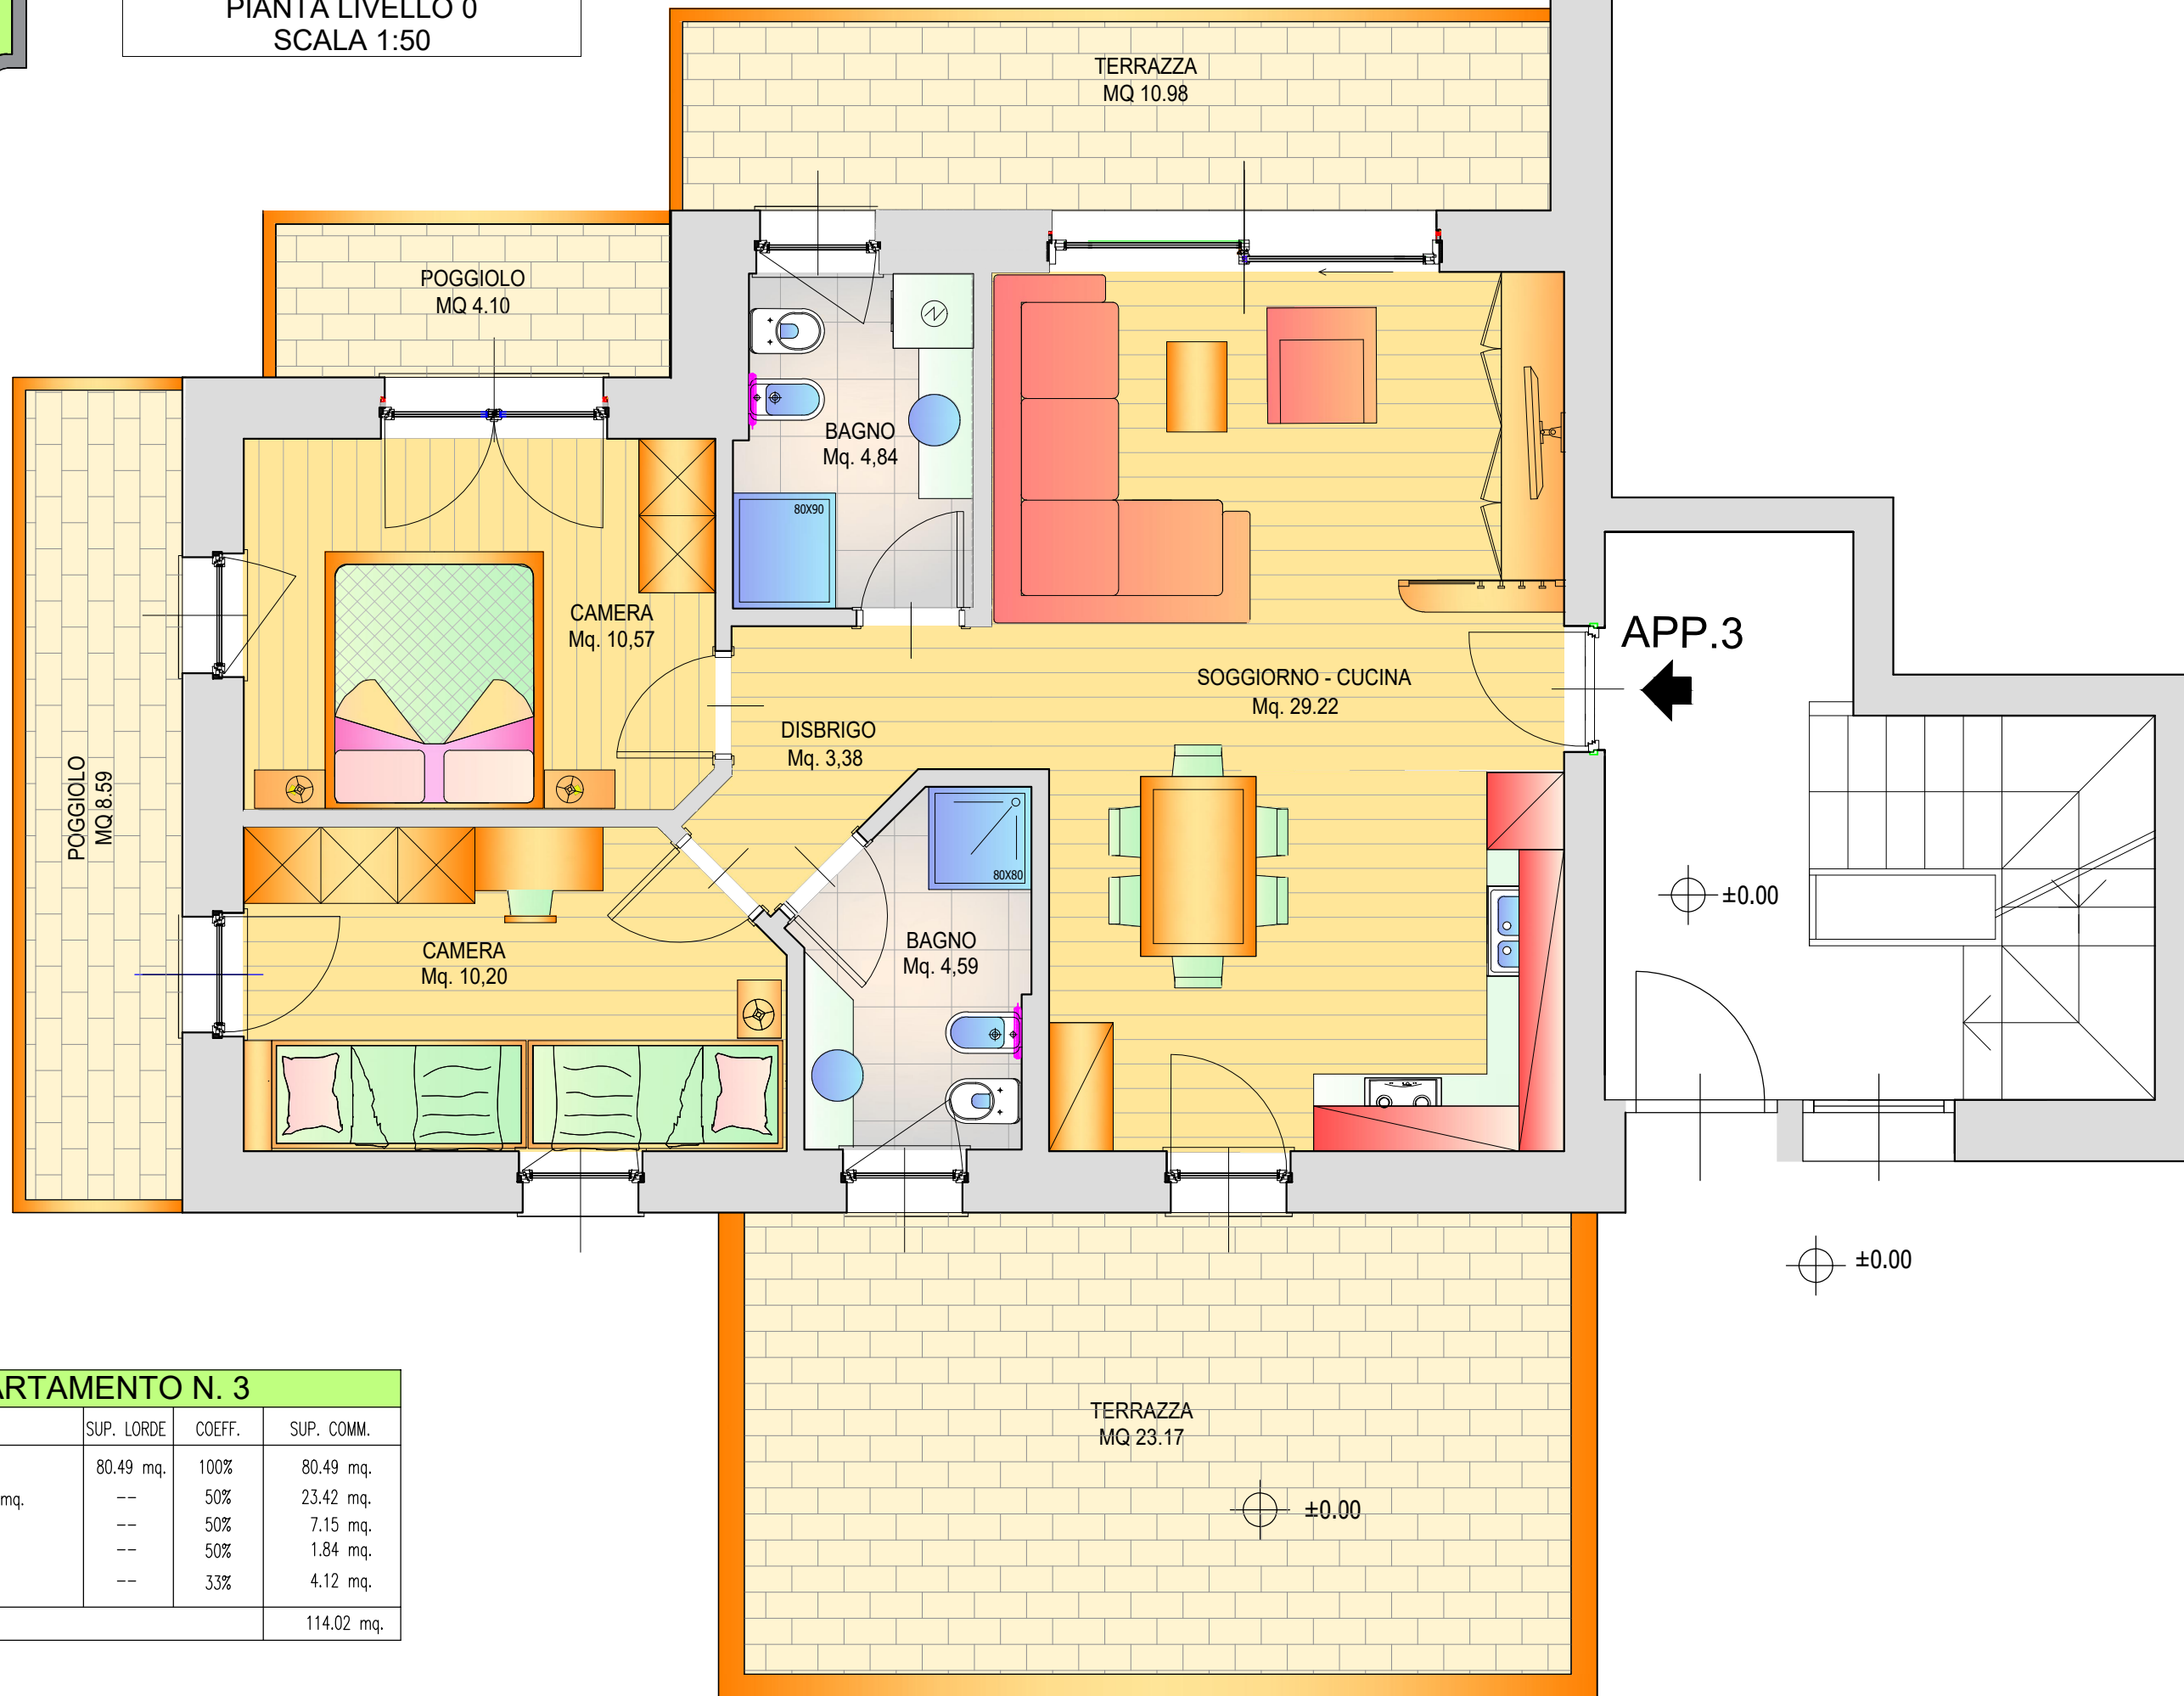 PIANTA LIVELLO 0
SCALA 1:50
TERRAZZA
MQ 10.98
POGGIOLO
MQ 4.10
BAGNO
Mq. 4,84
80X90
CAMERA
Mq. 10,57
APP.3
SOGGIORNO - CUCINA
Mq. 29.22
DISBRIGO
Mq. 3,38
POGGIOLO
MQ 8.59
80X80
±0.00
CAMERA
Mq. 10,20
BAGNO
Mq. 4,59
±0.00
TERRAZZA
MQ 23.17
±0.00
ARTAMENTO N. 3
SUP. LORDE COEFF. SUP. COMM.
80.49 mq. 100% 80.49 mq.
mq. -- 50% 23.42 mq.
-- 50% 7.15 mq.
-- 50% 1.84 mq.
-- 33% 4.12 mq.
114.02 mq.